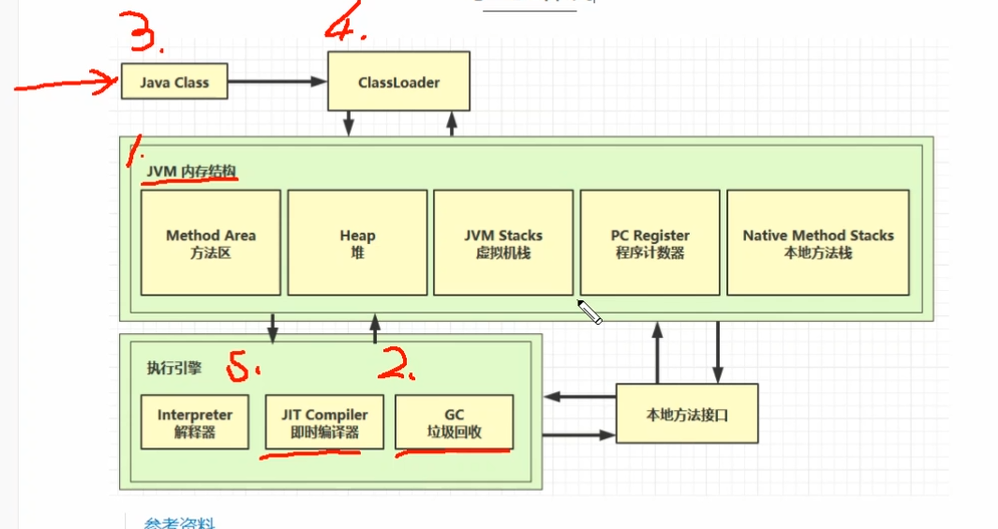 3.
4.
Java Class
ClassLoader
1.
JVM 内存结构
Method Area
方法区
Heap
堆
JVM Stacks
虚拟机栈
PC Register
程序计数器
Native Method Stacks
本地方法栈
执行引擎
5.
2.
Interpreter
解释器
JIT Compiler
即时编译器
GC
垃圾回收
本地方法接口
参考资料